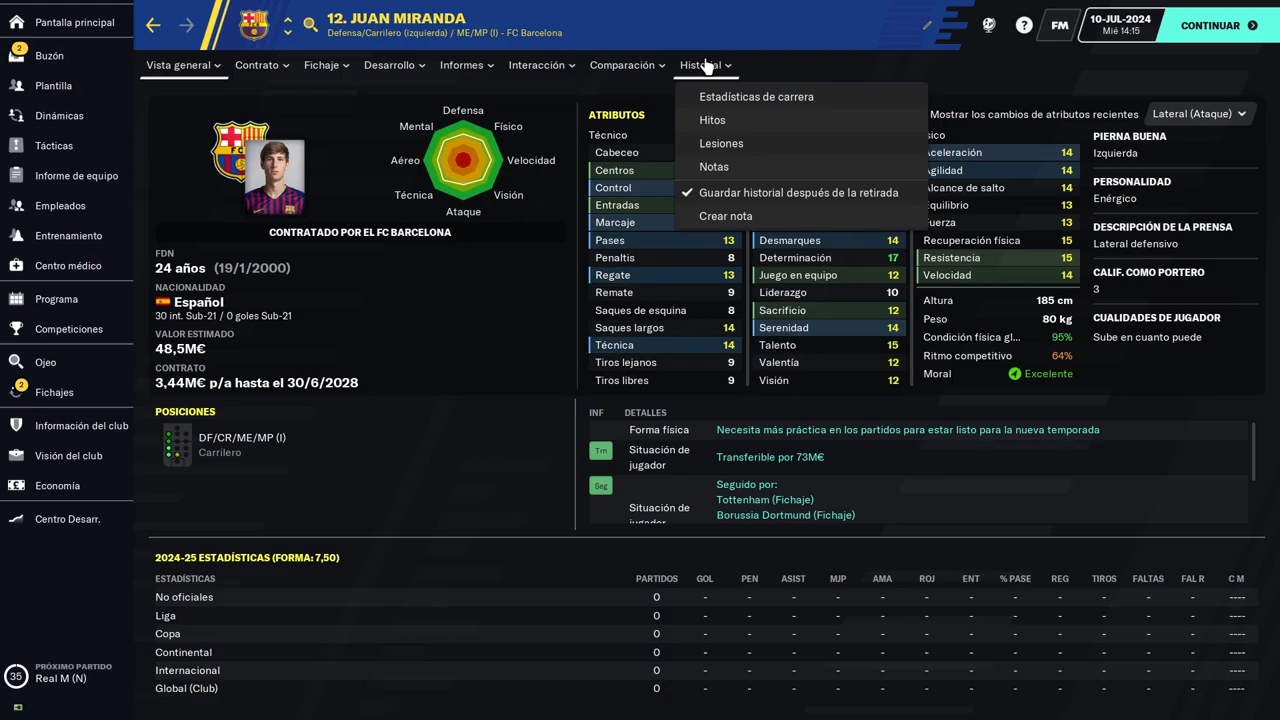 Pantalla principal
2
Buzón
Plantilla
Dinámicas
Tácticas
Informe de equipo
Empleados
Entrenamiento
Centro médico
Programa
Competiciones
Ojeo
2
Fichajes
Información del club
Visión del club
Economía
Centro Desarr.
35
PRÓXIMO PARTIDO
Real M (N)
12. JUAN MIRANDA
Defensa/Carrilero (izquierda) / ME/MP (I) - FC Barcelona
FM
10-JUL-2024
Mié 14:15
CONTINUAR
Vista general
Contrato
Fichaje
Desarrollo
Informes
Interacción
Comparación
Historial
Estadísticas de carrera
Hitos
Lesiones
Notas
Guardar historial después de la retirada
Crear nota
Defensa
Mental
Físico
Aéreo
Velocidad
Técnica
Visión
Ataque
CONTRATADO POR EL FC BARCELONA
FDN
24 años (19/1/2000)
NACIONALIDAD
Español
30 int. Sub-21 / 0 goles Sub-21
VALOR ESTIMADO
48,5M€
CONTRATO
3,44M€ p/a hasta el 30/6/2028
ATRIBUTOS
Mostrar los cambios de atributos recientes
Lateral (Ataque)
Técnico
Cabeceo
Centros
Control
Entradas
Marcaje
Pases 13
Penaltis 8
Regate 13
Remate 9
Saques de esquina 8
Saques largos 14
Técnica 14
Tiros lejanos 9
Tiros libres 9
Desmarques 14
Determinación 17
Juego en equipo 12
Liderazgo 10
Sacrificio 12
Serenidad 14
Talento 15
Valentía 12
Visión 12
sico
Aceleración 14
Agilidad 14
Alcance de salto 14
Equilibrio 13
Fuerza 13
Recuperación física 15
Resistencia 15
Velocidad 14
Altura 185 cm
Peso 80 kg
Condición física gl... 95%
Ritmo competitivo 64%
Moral Excelente
PIERNA BUENA
Izquierda
PERSONALIDAD
Enérgico
DESCRIPCIÓN DE LA PRENSA
Lateral defensivo
CALIF. COMO PORTERO
3
CUALIDADES DE JUGADOR
Sube en cuanto puede
POSICIONES
DF/CR/ME/MP (I)
Carrilero
INF DETALLES
Forma física Necesita más práctica en los partidos para estar listo para la nueva temporada
Tm Situación de jugador Transferible por 73M€
Seg Situación de jugador
Seguido por:
Tottenham (Fichaje)
Borussia Dortmund (Fichaje)
2024-25 ESTADÍSTICAS (FORMA: 7,50)
ESTADÍSTICAS PARTIDOS GOL PEN ASIST MJP AMA ROJ ENT % PASE REG TIROS FALTAS FAL R C M
No oficiales 0 - - - - - - - - - - - - ----
Liga 0 - - - - - - - - - - - - ----
Copa 0 - - - - - - - - - - - - ----
Continental 0 - - - - - - - - - - - - ----
Internacional 0 - - - - - - - - - - - - ----
Global (Club) 0 - - - - - - - - - - - - ----